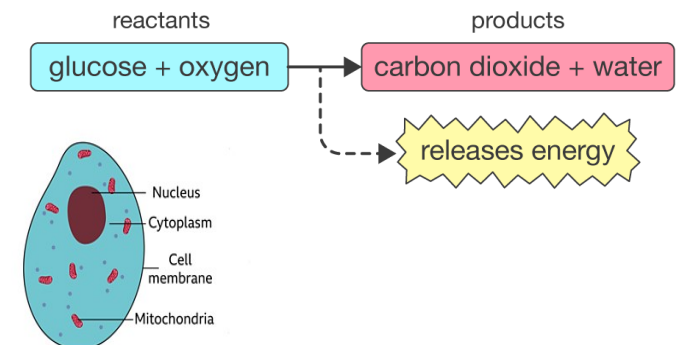 reactants
products
glucose + oxygen
carbon dioxide + water
releases energy
Nucleus
Cytoplasm
Cell
membrane
Mitochondria